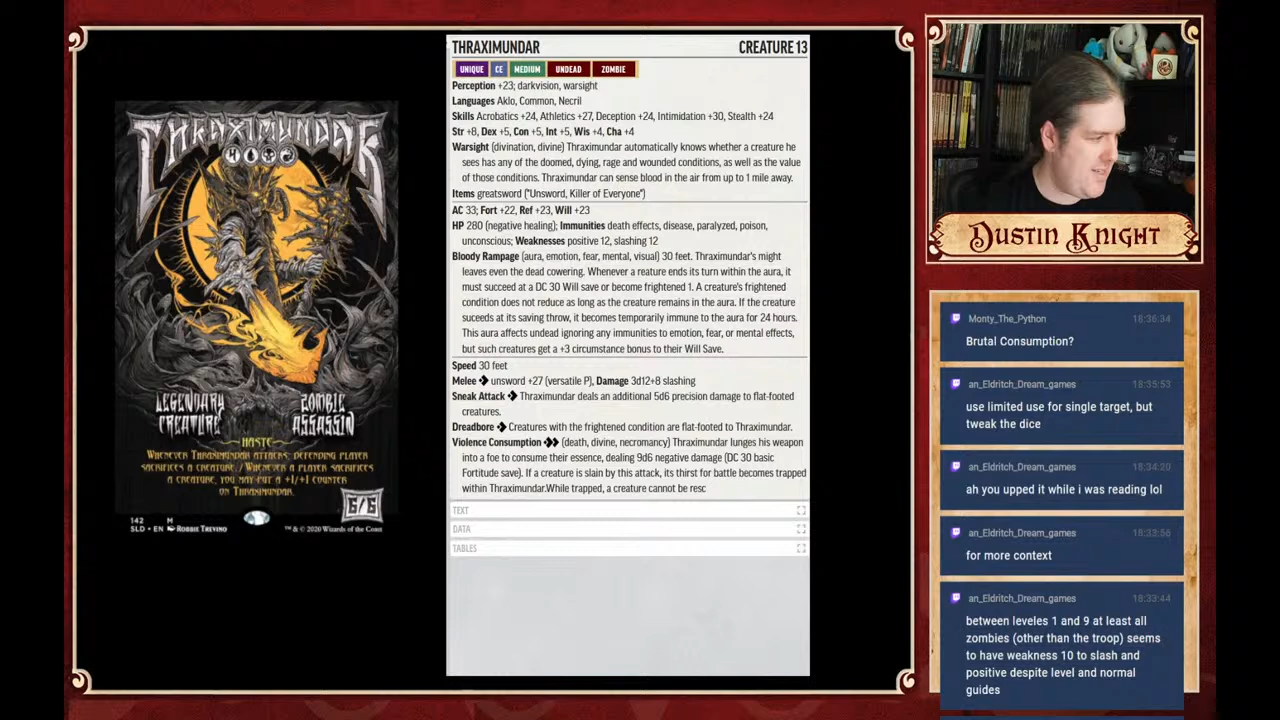 THRAXIMUNDAR
LEGENDARY
CREATURE
ZOMBIE
ASSASSIN
HASTE
WHENEVER THRAXIMUNDAR ATTACKS, DEFENDING PLAYER
SACRIFICES A CREATURE./WHENEVER A PLAYER SACRIFICES
A CREATURE, YOU MAY PUT A +1/+1 COUNTER
ON THRAXIMUNDAR.
6/6
142 M
SLD • EN ROBBIE TREVINO
™ & © 2020 Wizards of the Coast
THRAXIMUNDAR CREATURE 13
UNIQUE CE MEDIUM UNDEAD ZOMBIE
Perception +23; darkvision, warsight
Languages Aklo, Common, Necril
Skills Acrobatics +24, Athletics +27, Deception +24, Intimidation +30, Stealth +24
Str +8, Dex +5, Con +5, Int +5, Wis +4, Cha +4
Warsight (divination, divine) Thraximundar automatically knows whether a creature he
sees has any of the doomed, dying, rage and wounded conditions, as well as the value
of those conditions. Thraximundar can sense blood in the air from up to 1 mile away.
Items greatsword ("Unsword, Killer of Everyone")
AC 33; Fort +22, Ref +23, Will +23
HP 280 (negative healing); Immunities death effects, disease, paralyzed, poison,
unconscious; Weaknesses positive 12, slashing 12
Bloody Rampage (aura, emotion, fear, mental, visual) 30 feet. Thraximundar's might
leaves even the dead cowering. Whenever a reature ends its turn within the aura, it
must succeed at a DC 30 Will save or become frightened 1. A creature's frightened
condition does not reduce as long as the creature remains in the aura. If the creature
suceeds at its saving throw, it becomes temporarily immune to the aura for 24 hours.
This aura affects undead ignoring any immunities to emotion, fear, or mental effects,
but such creatures get a +3 circumstance bonus to their Will Save.
Speed 30 feet
Melee unsword +27 (versatile P), Damage 3d12+8 slashing
Sneak Attack Thraximundar deals an additional 5d6 precision damage to flat-footed
creatures.
Dreadbore Creatures with the frightened condition are flat-footed to Thraximundar.
Violence Consumption (death, divine, necromancy) Thraximundar lunges his weapon
into a foe to consume their essence, dealing 9d6 negative damage (DC 30 basic
Fortitude save). If a creature is slain by this attack, its thirst for battle becomes trapped
within Thraximundar.While trapped, a creature cannot be resc
TEXT
DATA
TABLES
DUSTIN KNIGHT
Monty_The_Python 18:36:34
Brutal Consumption?
an_Eldritch_Dream_games 18:35:53
use limited use for single target, but
tweak the dice
an_Eldritch_Dream_games 18:34:20
ah you upped it while i was reading lol
an_Eldritch_Dream_games 18:33:56
for more context
an_Eldritch_Dream_games 18:33:44
between leveles 1 and 9 at least all
zombies (other than the troop) seems
to have weakness 10 to slash and
positive despite level and normal
guides